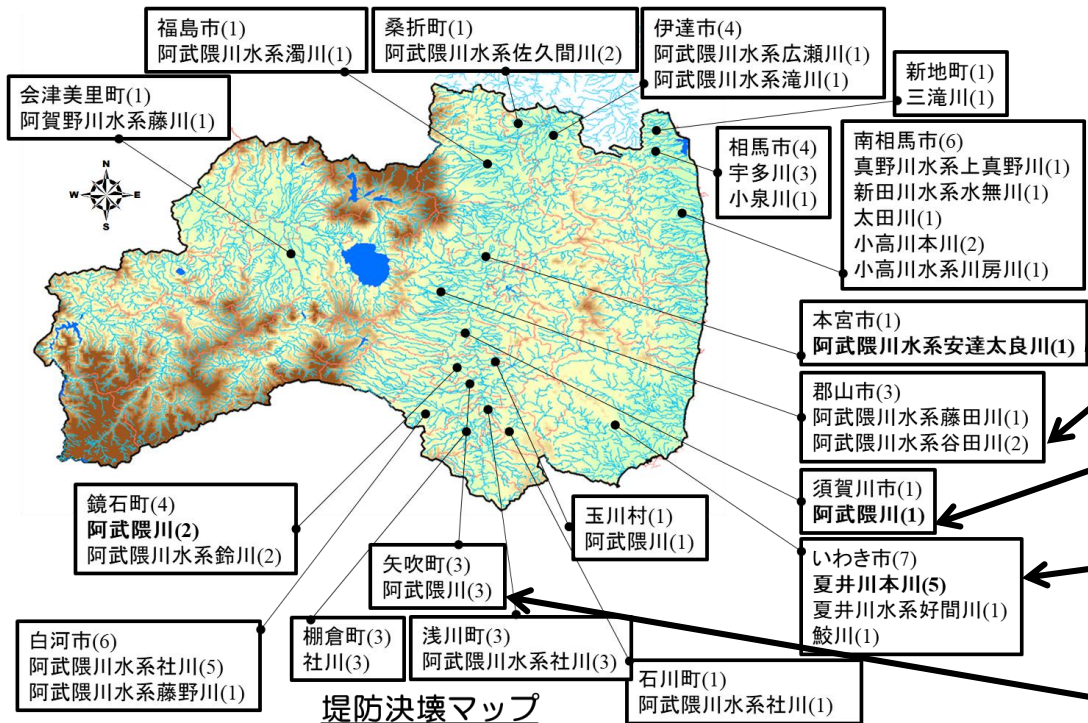 福島市(1)
阿武隈川水系濁川(1)
桑折町(1)
阿武隈川水系佐久間川(2)
伊達市(4)
阿武隈川水系広瀬川(1)
阿武隈川水系滝川(1)
新地町(1)
三滝川(1)
会津美里町(1)
阿賀野川水系藤川(1)
相馬市(4)
宇多川(3)
小泉川(1)
南相馬市(6)
真野川水系上真野川(1)
新田川水系水無川(1)
太田川(1)
小高川本川(2)
小高川水系川房川(1)
N
W E
S
本宮市(1)
阿武隈川水系安達太良川(1)
郡山市(3)
阿武隈川水系藤田川(1)
阿武隈川水系谷田川(2)
須賀川市(1)
阿武隈川(1)
いわき市(7)
夏井川本川(5)
夏井川水系好間川(1)
鮫川(1)
鏡石町(4)
阿武隈川(2)
阿武隈川水系鈴川(2)
玉川村(1)
阿武隈川(1)
矢吹町(3)
阿武隈川(3)
白河市(6)
阿武隈川水系社川(5)
阿武隈川水系藤野川(1)
棚倉町(3)
社川(3)
浅川町(3)
阿武隈川水系社川(3)
石川町(1)
阿武隈川水系社川(1)
堤防決壊マップ